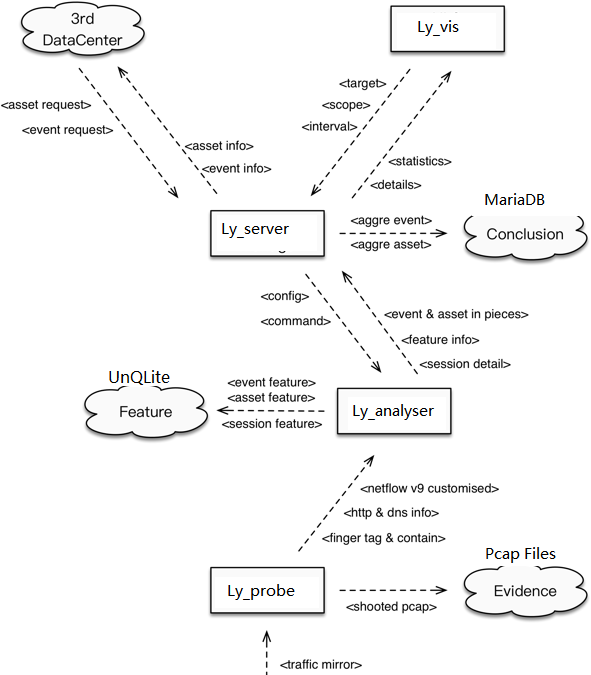 3rd
DataCenter
Ly_vis
<target>
<asset request>
<scope>
<event request>
<interval>
<asset info>
<statistics>
<event info>
<details>
MariaDB
Ly_server
<aggre event>
Conclusion
<aggre asset>
<config>
<event & asset in pieces>
<command>
<feature info>
<session detail>
UnQLite
<event feature>
<asset feature>
Feature
Ly_analyser
<session feature>
<netflow v9 customised>
<http & dns info>
<finger tag & contain>
Pcap Files
Ly_probe
Evidence
<shooted pcap>
<traffic mirror>